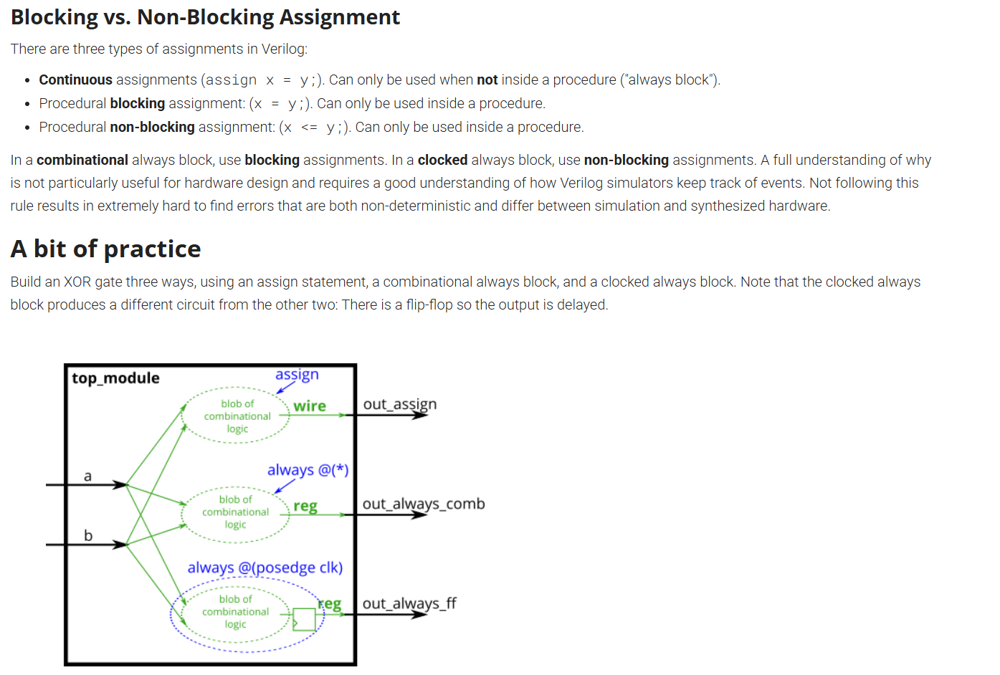 Blocking vs. Non-Blocking Assignment
There are three types of assignments in Verilog:
• Continuous assignments (assign x = y;). Can only be used when not inside a procedure ("always block").
• Procedural blocking assignment: (x = y;). Can only be used inside a procedure.
• Procedural non-blocking assignment: (x <= y;). Can only be used inside a procedure.
In a combinational always block, use blocking assignments. In a clocked always block, use non-blocking assignments. A full understanding of why
is not particularly useful for hardware design and requires a good understanding of how Verilog simulators keep track of events. Not following this
rule results in extremely hard to find errors that are both non-deterministic and differ between simulation and synthesized hardware.
A bit of practice
Build an XOR gate three ways, using an assign statement, a combinational always block, and a clocked always block. Note that the clocked always
block produces a different circuit from the other two: There is a flip-flop so the output is delayed.
top_module
assign
blob of
combinational
logic
wire
out_assign
a
always @(*)
blob of
combinational
logic
reg
out_always_comb
b
always @(posedge clk)
blob of
combinational
logic
reg
out_always_ff